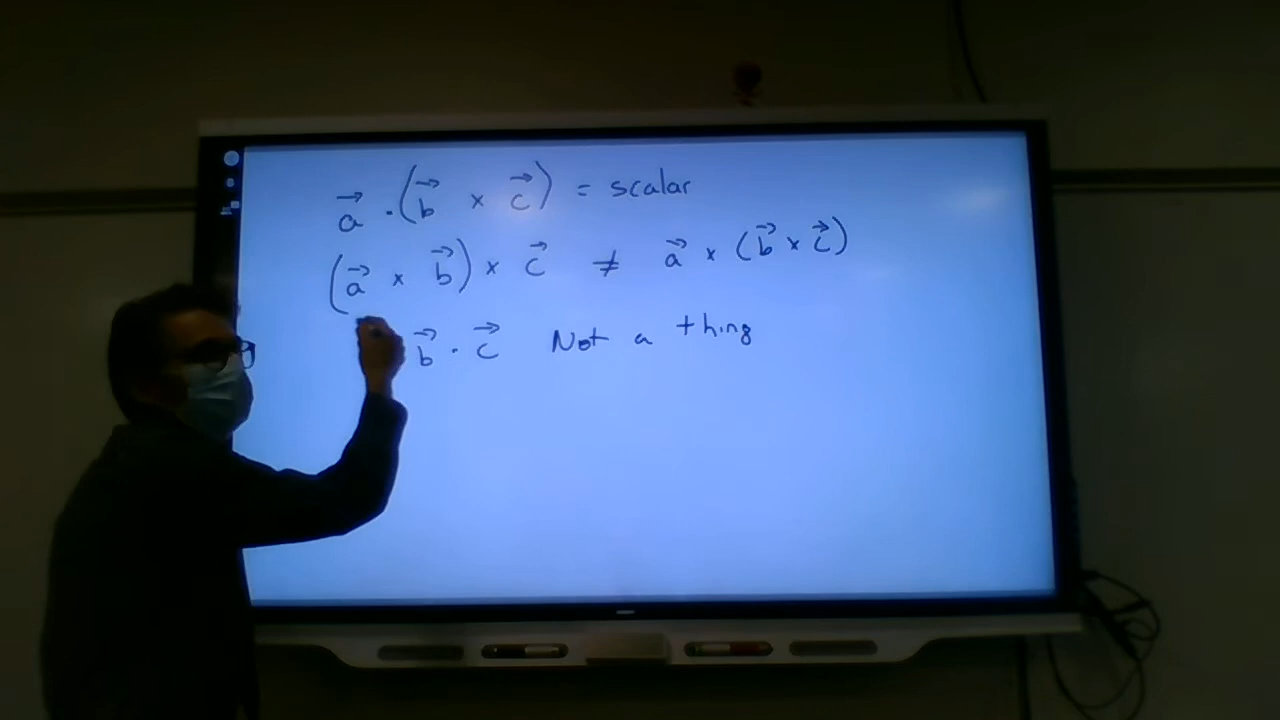 a⃗ · (b⃗ × c⃗) = scalar
(a⃗ × b⃗) × c⃗ ≠ a⃗ × (b⃗ × c⃗)
b⃗ · c⃗ Not a thing